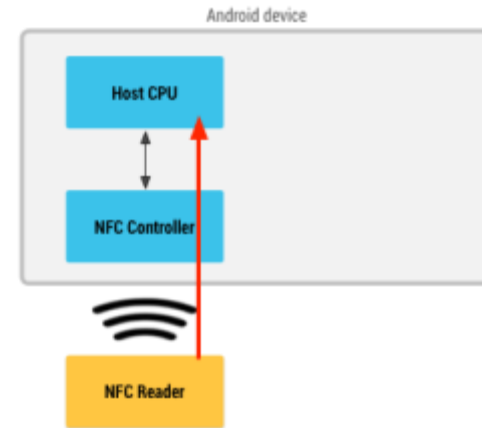 Android device
Host CPU
NFC Controller
NFC Reader